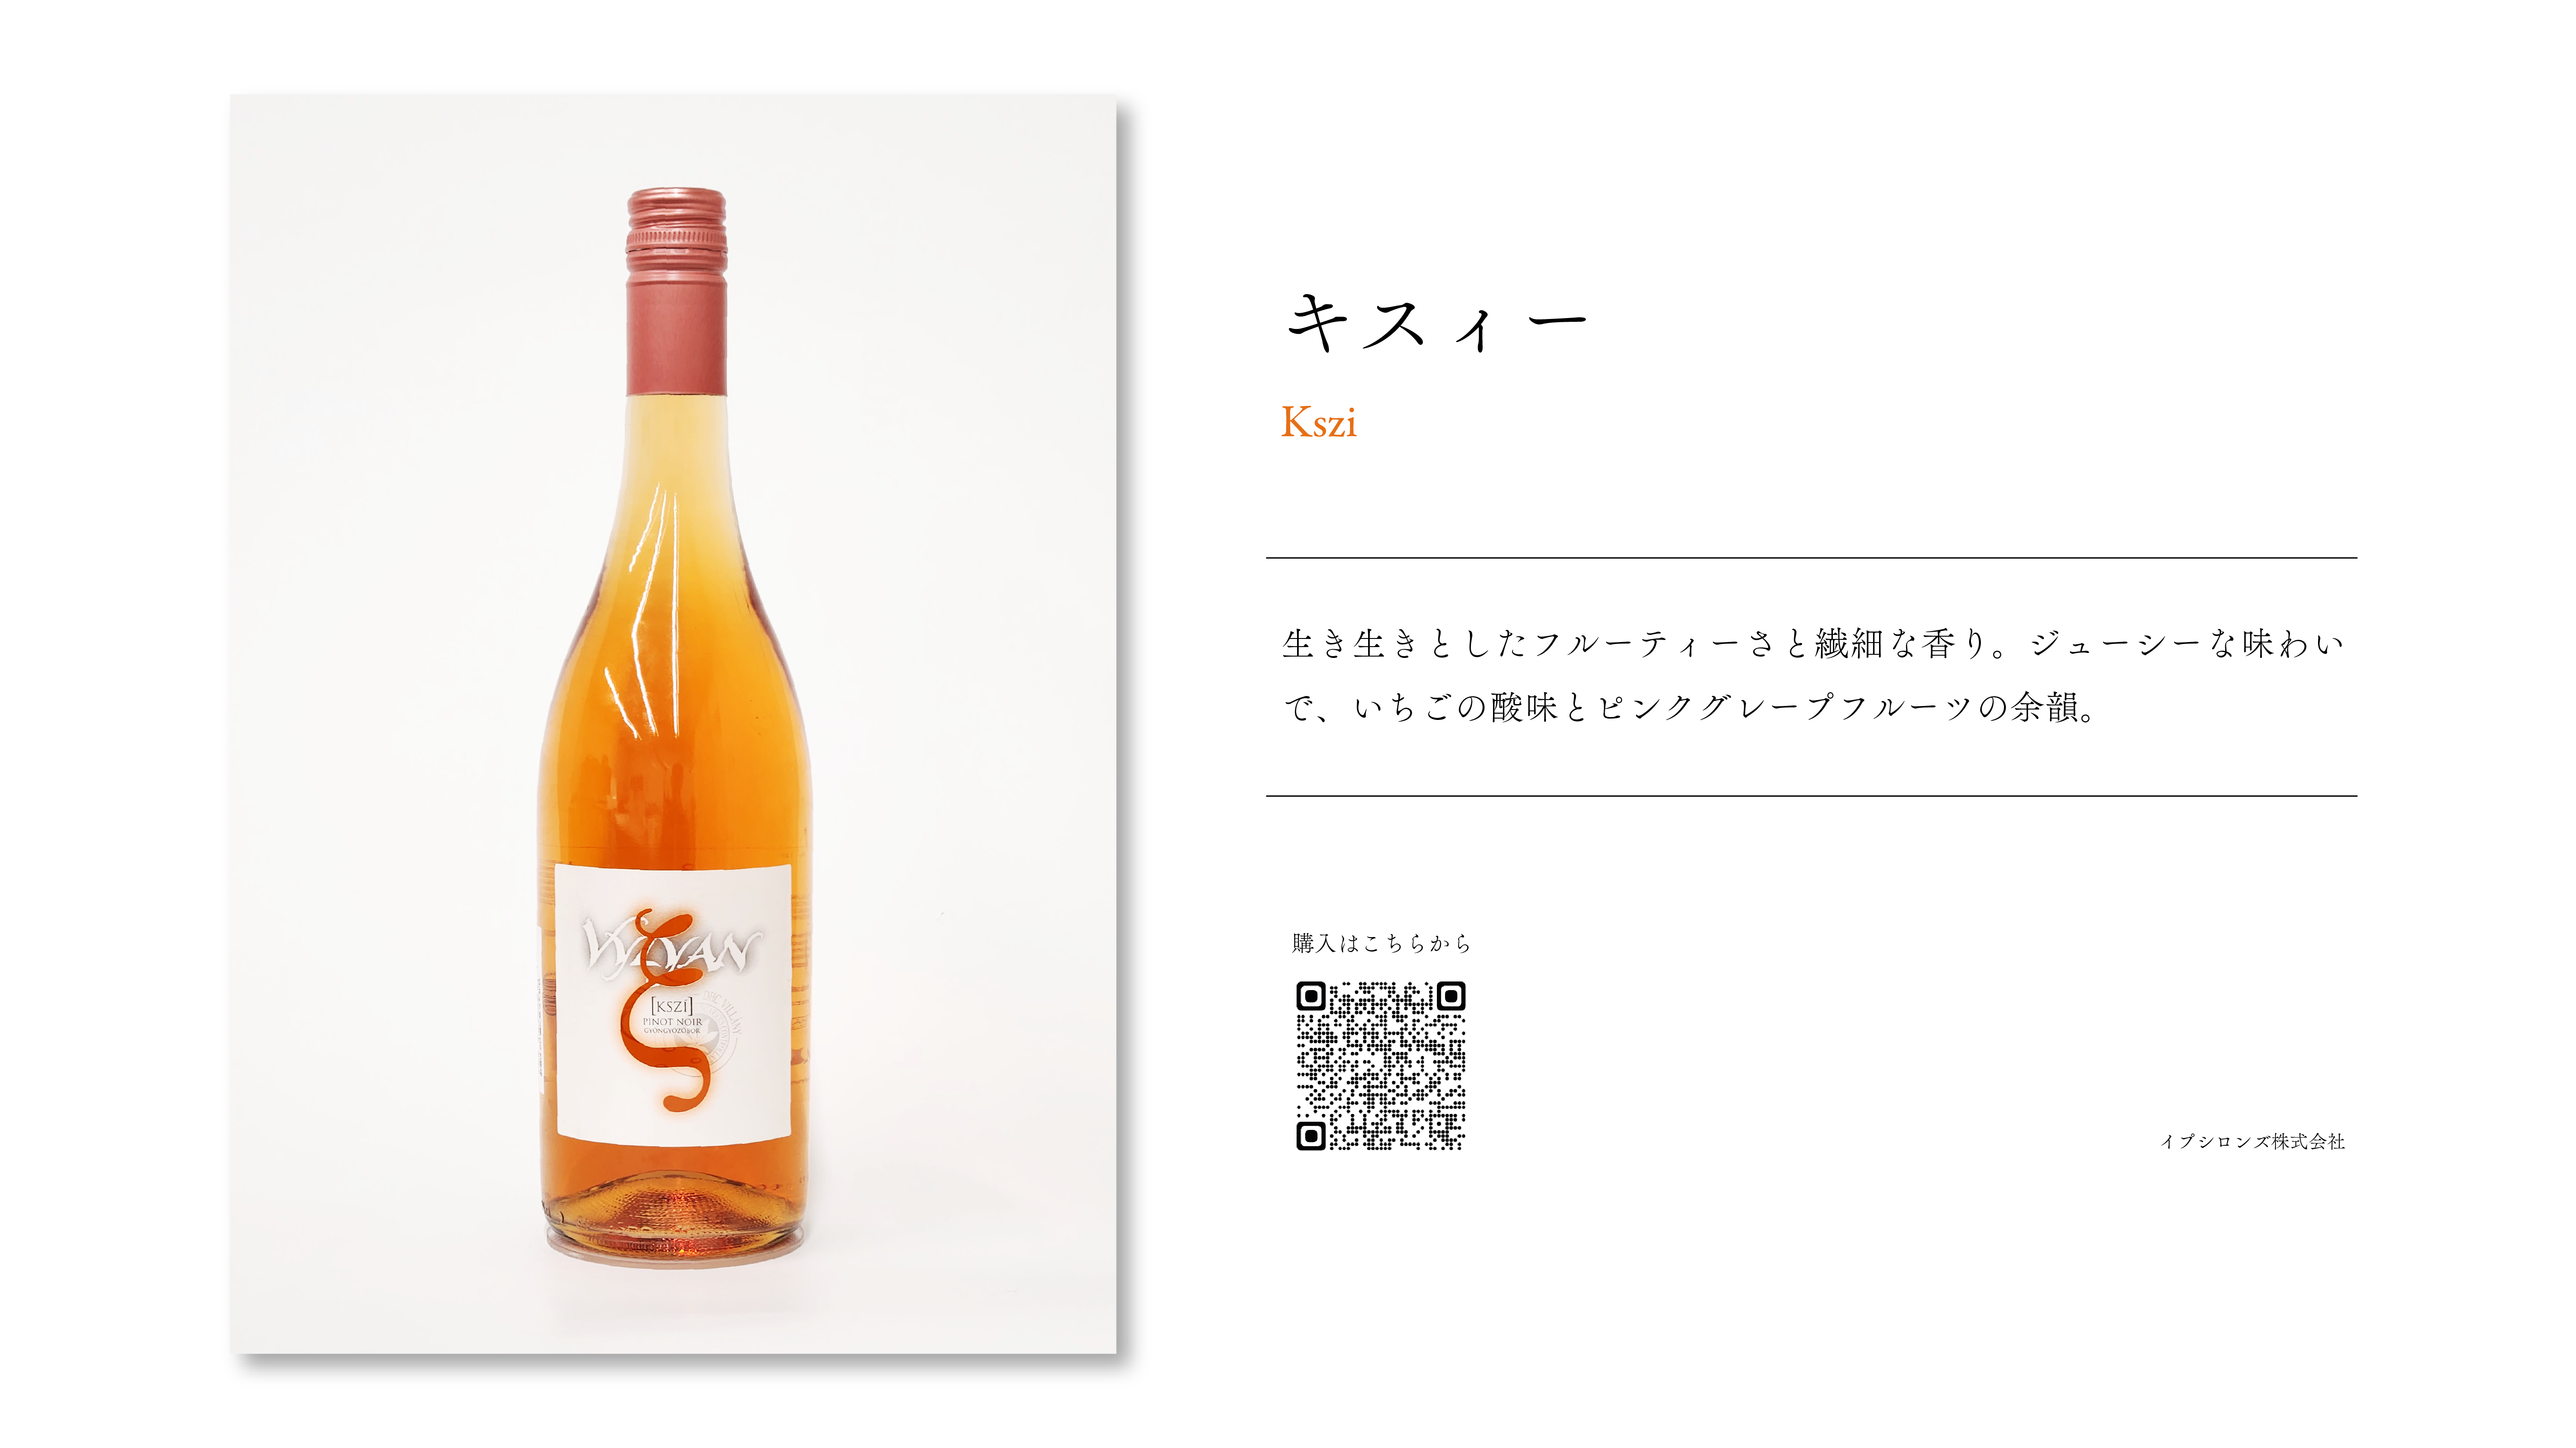 キスィー
Kszi
生き生きとしたフルーティーさと繊細な香り。ジューシーな味わい
で、いちごの酸味とピンクグレープフルーツの余韻。
購入はこちらから
イプシロンズ株式会社
VYLYAN
ξ
[KSZÍ]
PINOT NOIR
GYÖNGYÖZŐBOR